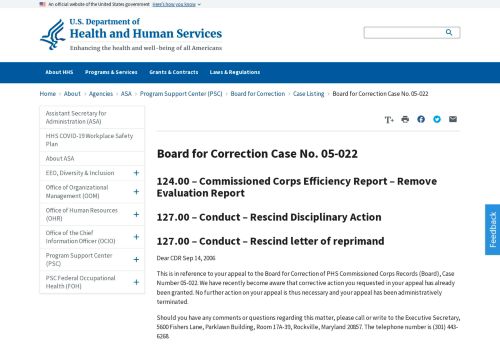 An official website of the United States government Here's how you know
U.S. Department of
Health and Human Services
Enhancing the health and well-being of all Americans
About HHS Programs & Services Grants & Contracts Laws & Regulations
Home › About › Agencies › ASA › Program Support Center (PSC) › Board for Correction › Case Listing › Board for Correction Case No. 05-022
Assistant Secretary for
Administration (ASA)
HHS COVID-19 Workplace Safety
Plan
About ASA
EEO, Diversity & Inclusion +
Office of Organizational
Management (OOM) +
Office of Human Resources
(OHR) +
Office of the Chief
Information Officer (OCIO) +
Program Support Center
(PSC) +
PSC Federal Occupational
Health (FOH) +
T+
Board for Correction Case No. 05-022
124.00 – Commissioned Corps Efficiency Report – Remove
Evaluation Report
127.00 – Conduct – Rescind Disciplinary Action
127.00 – Conduct – Rescind letter of reprimand
Dear CDR Sep 14, 2006
This is in reference to your appeal to the Board for Correction of PHS Commissioned Corps Records (Board), Case
Number 05-022. We have recently become aware that corrective action you requested in your appeal has already
been granted. No further action on your appeal is thus necessary and your appeal has been administratively
terminated.
Should you have any comments or questions regarding this matter, please call or write to the Executive Secretary,
5600 Fishers Lane, Parklawn Building, Room 17A-39, Rockville, Maryland 20857. The telephone number is (301) 443-
6268.
Feedback